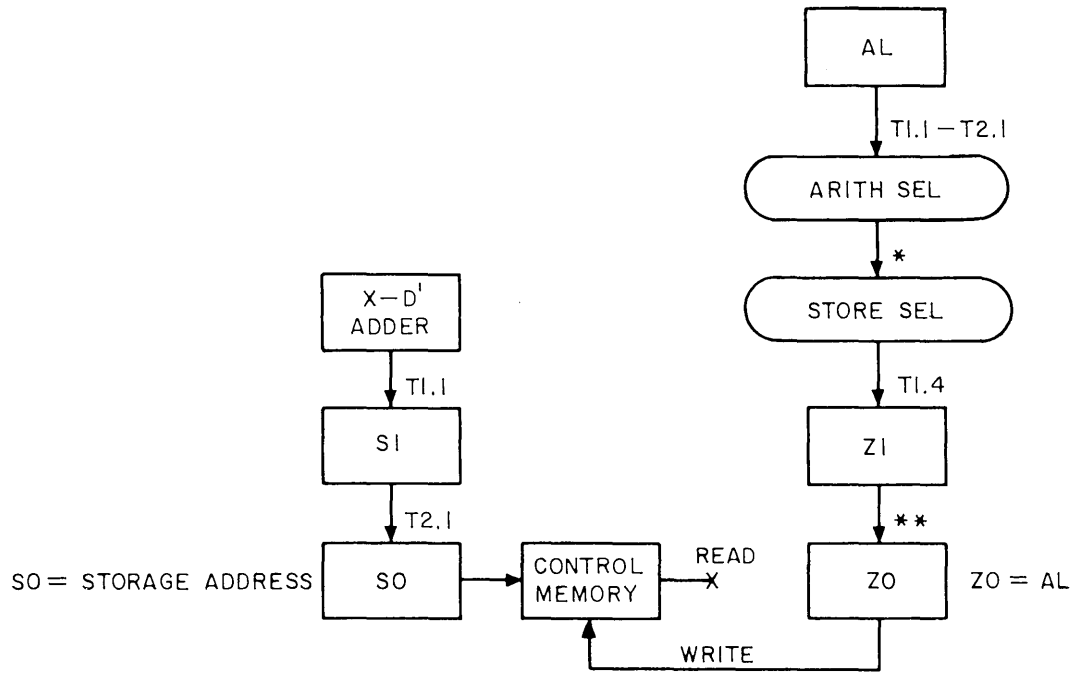 AL
T1.1 – T2.1
ARITH SEL
*
STORE SEL
X–D'
ADDER
T1.1
T1.4
S1
Z1
T2.1
**
SO = STORAGE ADDRESS
SO
CONTROL
MEMORY
READ
X
ZO
ZO = AL
WRITE